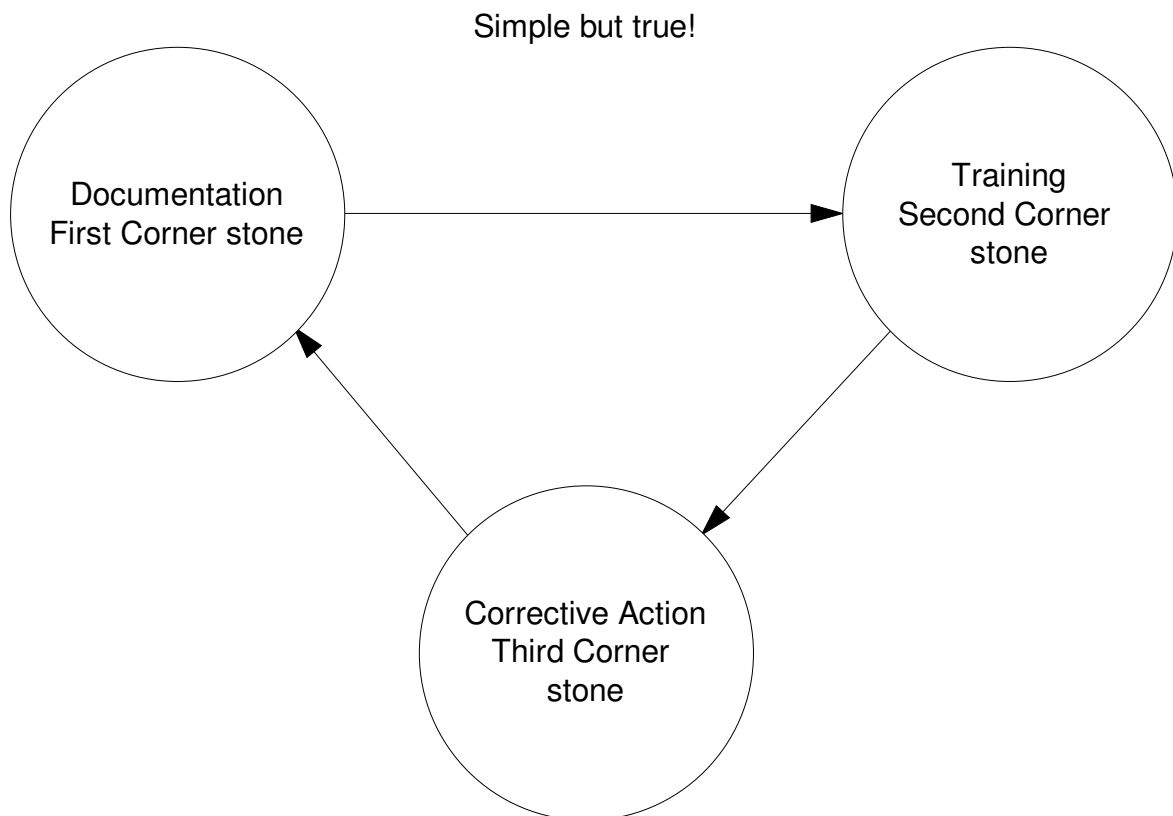 Simple but true!
Documentation
First Corner stone
Training
Second Corner
stone
Corrective Action
Third Corner
stone